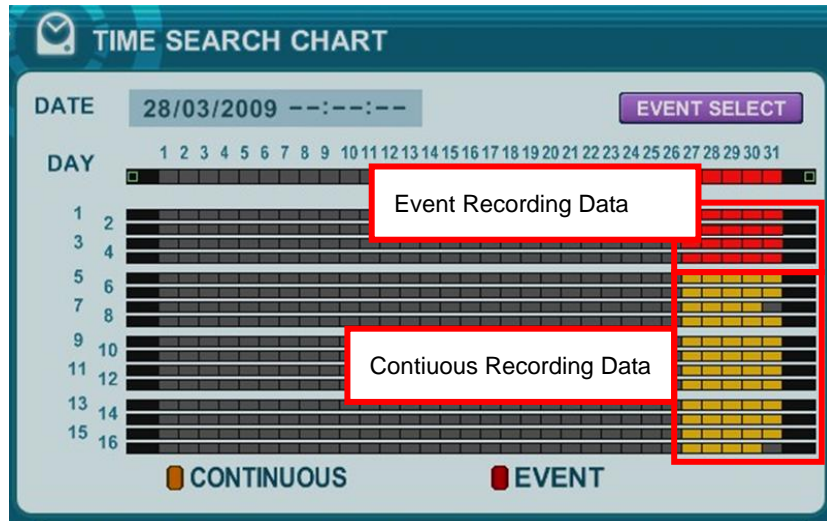 TIME SEARCH CHART
DATE 28/03/2009 --:--:-- EVENT SELECT
DAY 1 2 3 4 5 6 7 8 9 10 11 12 13 14 15 16 17 18 19 20 21 22 23 24 25 26 27 28 29 30 31
Event Recording Data
1
2
3
4
5
6
7
8
9
10
11
12
13
14
15
16
Contiuous Recording Data
CONTINUOUS EVENT